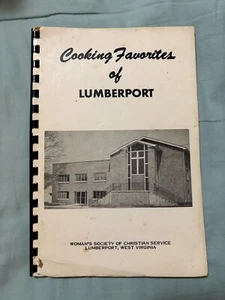 Cooking Favorites
of
LUMBERPORT
WOMAN'S SOCIETY OF CHRISTIAN SERVICE
LUMBERPORT, WEST VIRGINIA